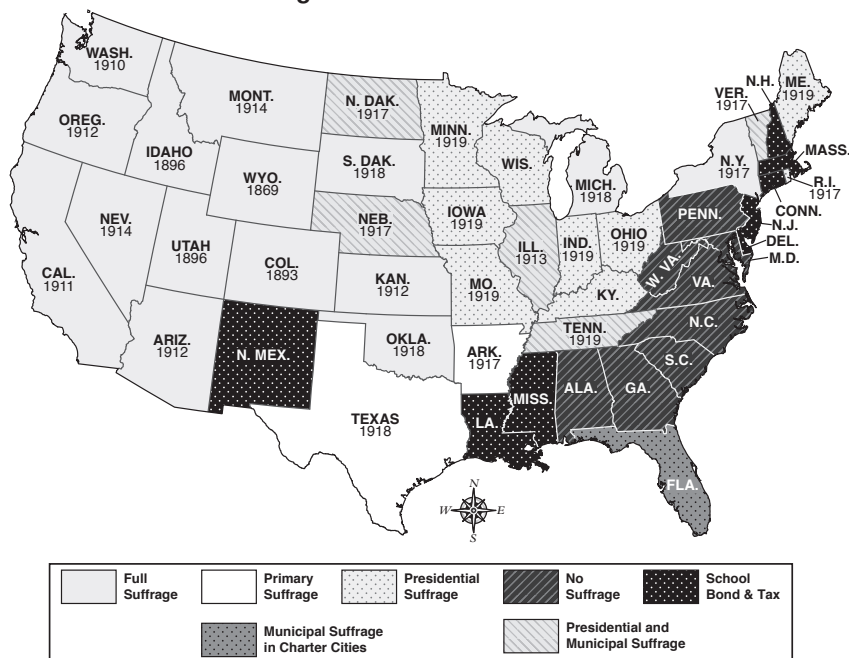 WASH.
1910
OREG.
1912
CAL.
1911
NEV.
1914
IDAHO
1896
MONT.
1914
WYO.
1869
UTAH
1896
COL.
1893
ARIZ.
1912
N. MEX.
N. DAK.
1917
S. DAK.
1918
NEB.
1917
KAN.
1912
OKLA.
1918
TEXAS
1918
MINN.
1919
IOWA
1919
MO.
1919
ARK.
1917
LA.
WIS.
ILL.
1913
MICH.
1918
IND.
1919
OHIO
1919
KY.
TENN.
1919
MISS.
ALA.
GA.
FLA.
S.C.
N.C.
VA.
W. VA.
PENN.
N.Y.
1917
VER.
1917
N.H.
ME.
1919
MASS.
R.I.
1917
CONN.
N.J.
DEL.
M.D.
N
W
E
S
Full
Suffrage
Primary
Suffrage
Presidential
Suffrage
No
Suffrage
School
Bond & Tax
Municipal Suffrage
in Charter Cities
Presidential and
Municipal Suffrage